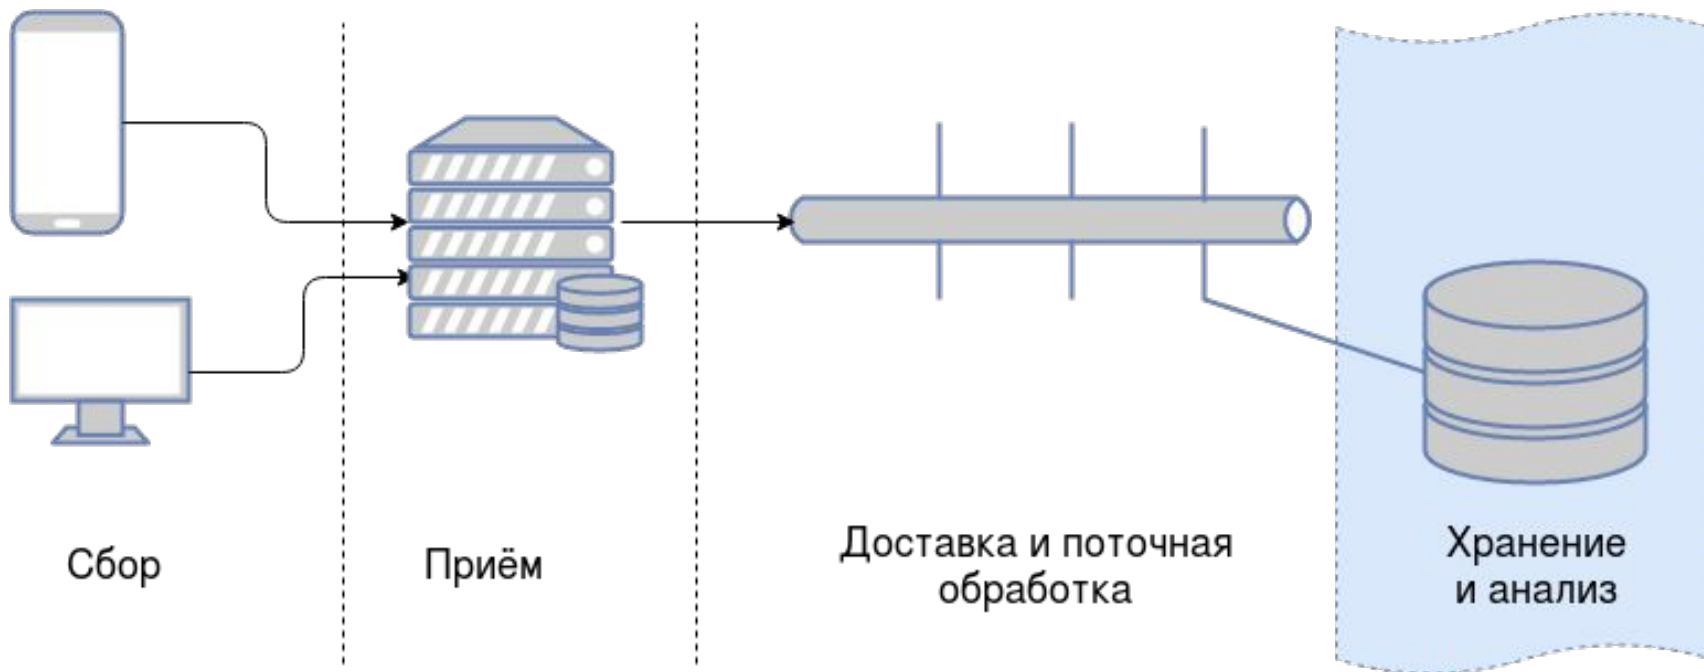 Сбор
Приём
Доставка и поточная
обработка
Хранение
и анализ